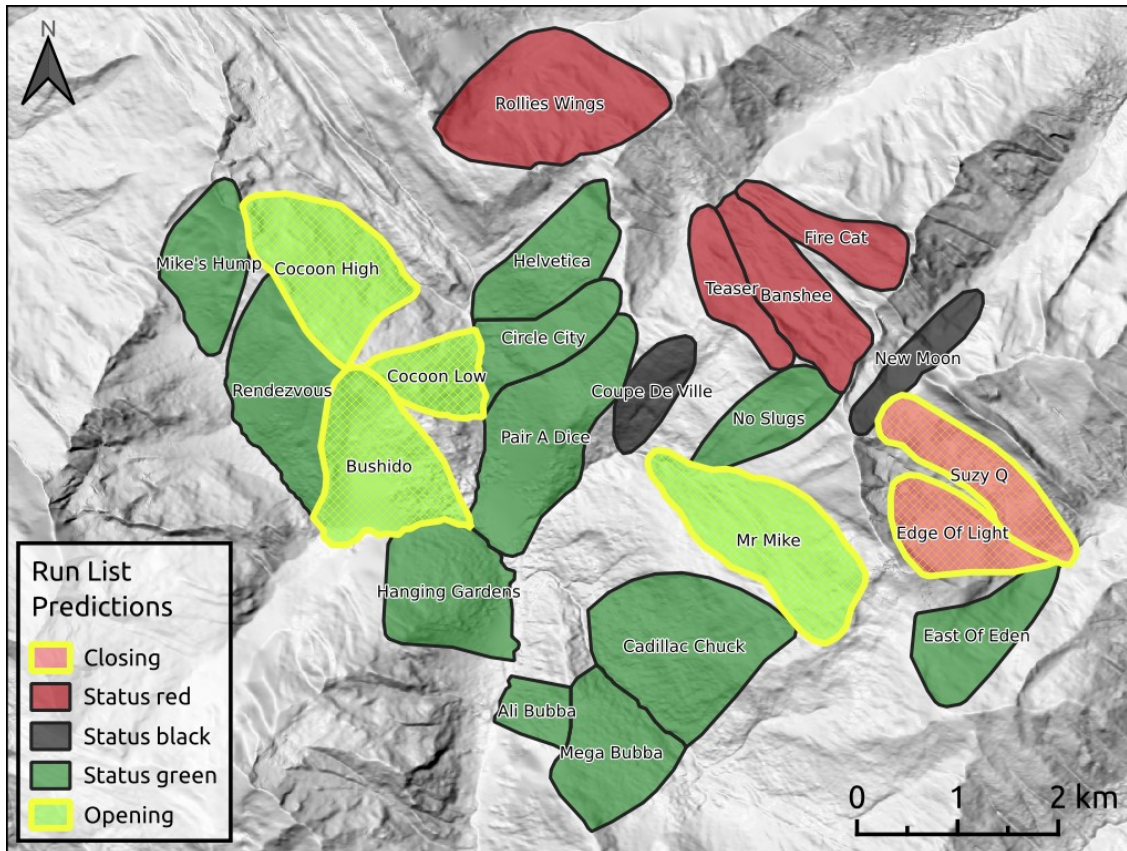 N
Rollies Wings
Fire Cat
Helvetica
Mike's Hump
Cocoon High
Teaser
Banshee
Circle City
New Moon
Cocoon Low
Rendezvous
Coupe De Ville
No Slugs
Pair A Dice
Bushido
Suzy Q
Edge Of Light
Mr Mike
Hanging Gardens
East Of Eden
Cadillac Chuck
Ali Bubba
Mega Bubba
Run List
Predictions
Closing
Status red
Status black
Status green
Opening
0 1 2 km